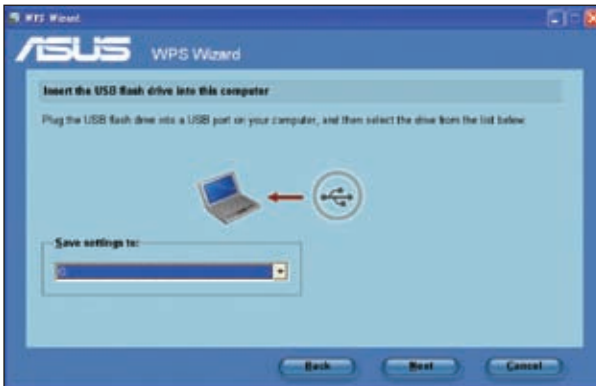 WPS Wizard
ASUS WPS Wizard
Insert the USB flash drive into this computer
Plug the USB flash drive into a USB port on your computer, and then select the drive from the list below.
Save settings to:
Back Next Cancel